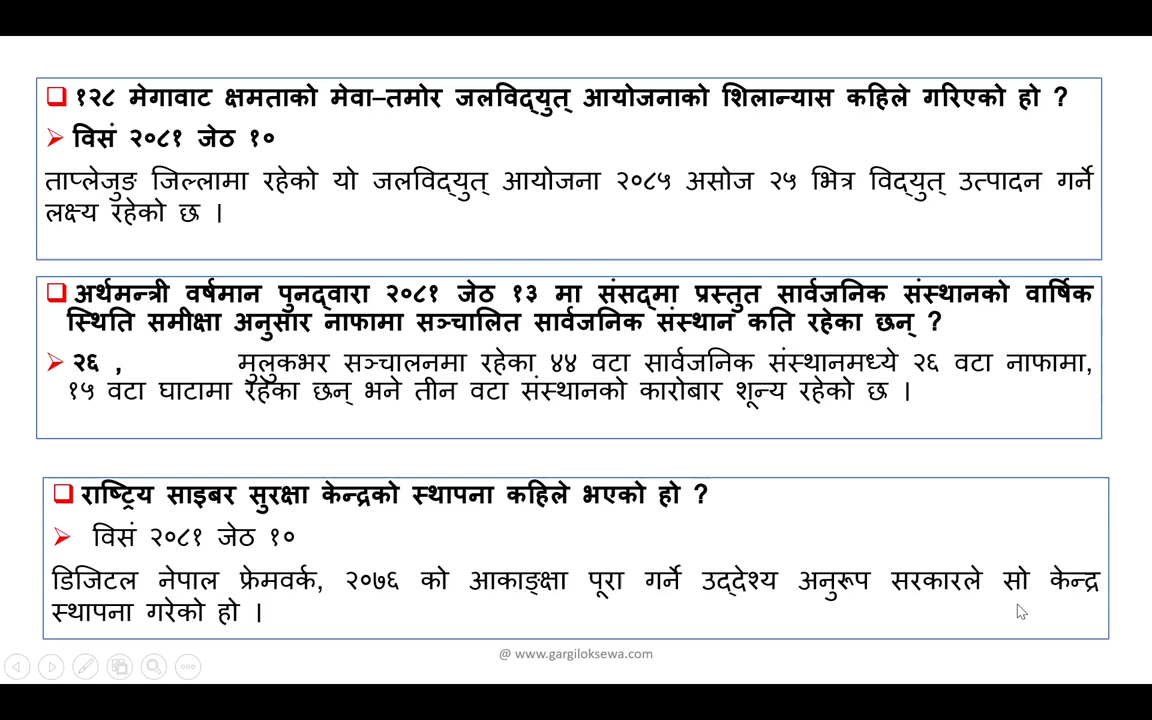 ❑ १२८ मेगावाट क्षमताको मेवा–तमोर जलविद्युत् आयोजनाको शिलान्यास कहिले गरिएको हो ?
➢ विसं २०८१ जेठ १०
ताप्लेजुङ जिल्लामा रहेको यो जलविद्युत् आयोजना २०८५ असोज २५ भित्र विद्युत् उत्पादन गर्ने
लक्ष्य रहेको छ ।
❑ अर्थमन्त्री वर्षमान पुनद्वारा २०८१ जेठ १३ मा संसद्मा प्रस्तुत सार्वजनिक संस्थानको वार्षिक
स्थिति समीक्षा अनुसार नाफामा सञ्चालित सार्वजनिक संस्थान कति रहेका छन् ?
➢ २६ , मुलुकभर सञ्चालनमा रहेका ४४ वटा सार्वजनिक संस्थानमध्ये २६ वटा नाफामा,
१५ वटा घाटामा रहेका छन् भने तीन वटा संस्थानको कारोबार शून्य रहेको छ ।
❑ राष्ट्रिय साइबर सुरक्षा केन्द्रको स्थापना कहिले भएको हो ?
➢ विसं २०८१ जेठ १०
डिजिटल नेपाल फ्रेमवर्क, २०७६ को आकाङ्क्षा पूरा गर्ने उद्देश्य अनुरूप सरकारले सो केन्द्र
स्थापना गरेको हो ।
@ www.gargiloksewa.com